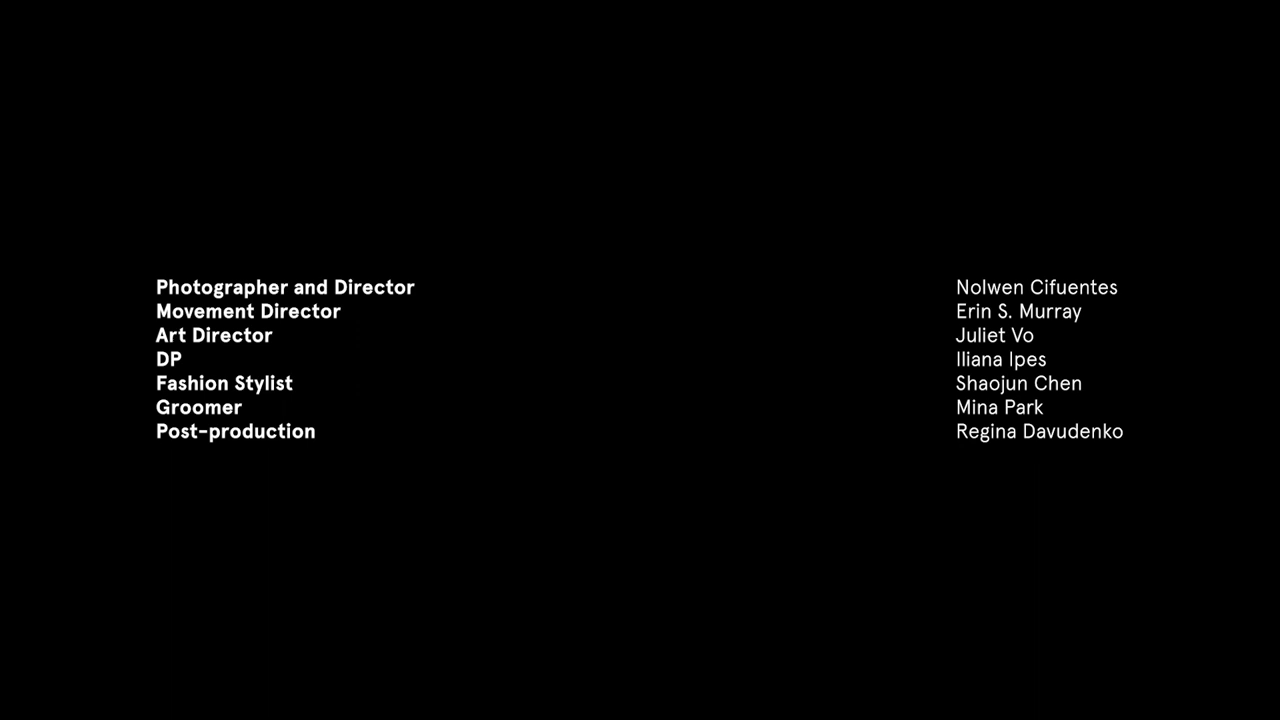 Photographer and Director Nolwen Cifuentes
Movement Director Erin S. Murray
Art Director Juliet Vo
DP Iliana Ipes
Fashion Stylist Shaojun Chen
Groomer Mina Park
Post-production Regina Davudenko